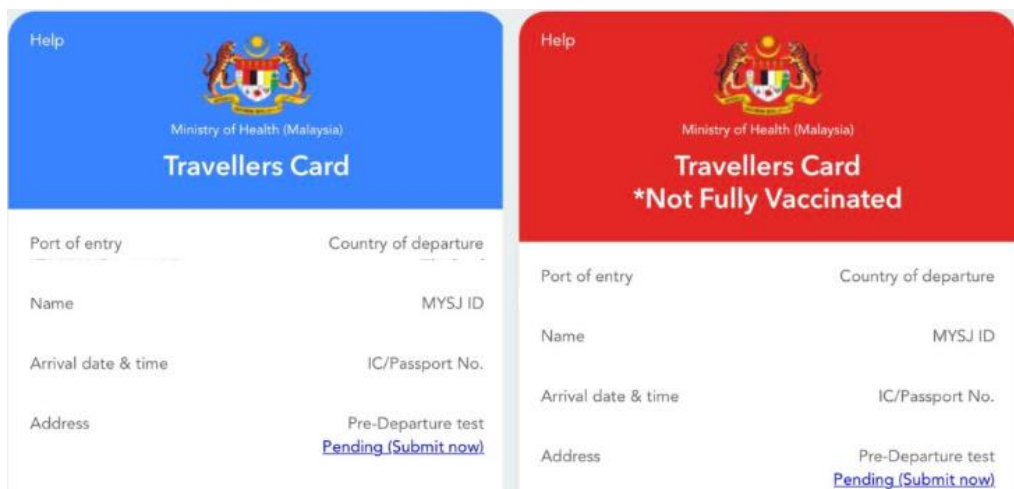 Help
Ministry of Health (Malaysia)
Travellers Card
Port of entry Country of departure
Name MYSJ ID
Arrival date & time IC/Passport No.
Address Pre-Departure test
Pending (Submit now)
Help
Ministry of Health (Malaysia)
Travellers Card
*Not Fully Vaccinated
Port of entry Country of departure
Name MYSJ ID
Arrival date & time IC/Passport No.
Address Pre-Departure test
Pending (Submit now)